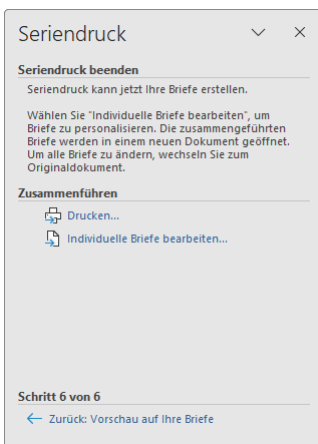 Seriendruck
Seriendruck beenden
Seriendruck kann jetzt Ihre Briefe erstellen.
Wählen Sie "Individuelle Briefe bearbeiten", um
Briefe zu personalisieren. Die zusammengeführten
Briefe werden in einem neuen Dokument geöffnet.
Um alle Briefe zu ändern, wechseln Sie zum
Originaldokument.
Zusammenführen
Drucken...
Individuelle Briefe bearbeiten...
Schritt 6 von 6
Zurück: Vorschau auf Ihre Briefe